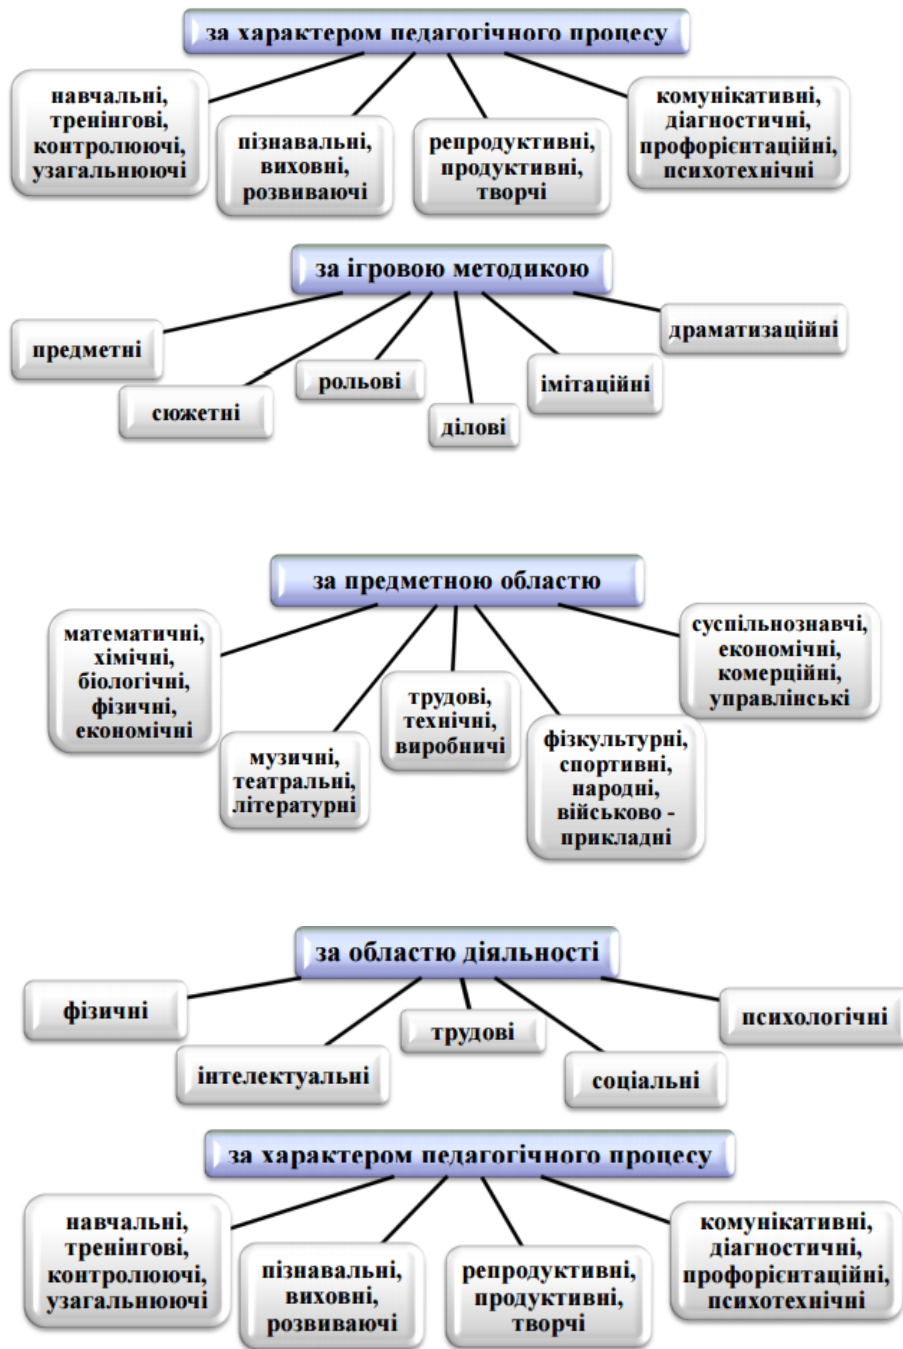 за характером педагогічного процесу
навчальні,
тренінгові,
контролюючі,
узагальнюючі
пізнавальні,
виховні,
розвиваючі
репродуктивні,
продуктивні,
творчі
комунікативні,
діагностичні,
профорієнтаційні,
психотехнічні
за ігровою методикою
предметні
сюжетні
рольові
ділові
імітаційні
драматизаційні
за предметною областю
математичні,
хімічні,
біологічні,
фізичні,
економічні
музичні,
театральні,
літературні
трудові,
технічні,
виробничі
фізкультурні,
спортивні,
народні,
військово -
прикладні
суспільнознавчі,
економічні,
комерційні,
управлінські
за областю діяльності
фізичні
інтелектуальні
трудові
соціальні
психологічні
за характером педагогічного процесу
навчальні,
тренінгові,
контролюючі,
узагальнюючі
пізнавальні,
виховні,
розвиваючі
репродуктивні,
продуктивні,
творчі
комунікативні,
діагностичні,
профорієнтаційні,
психотехнічні